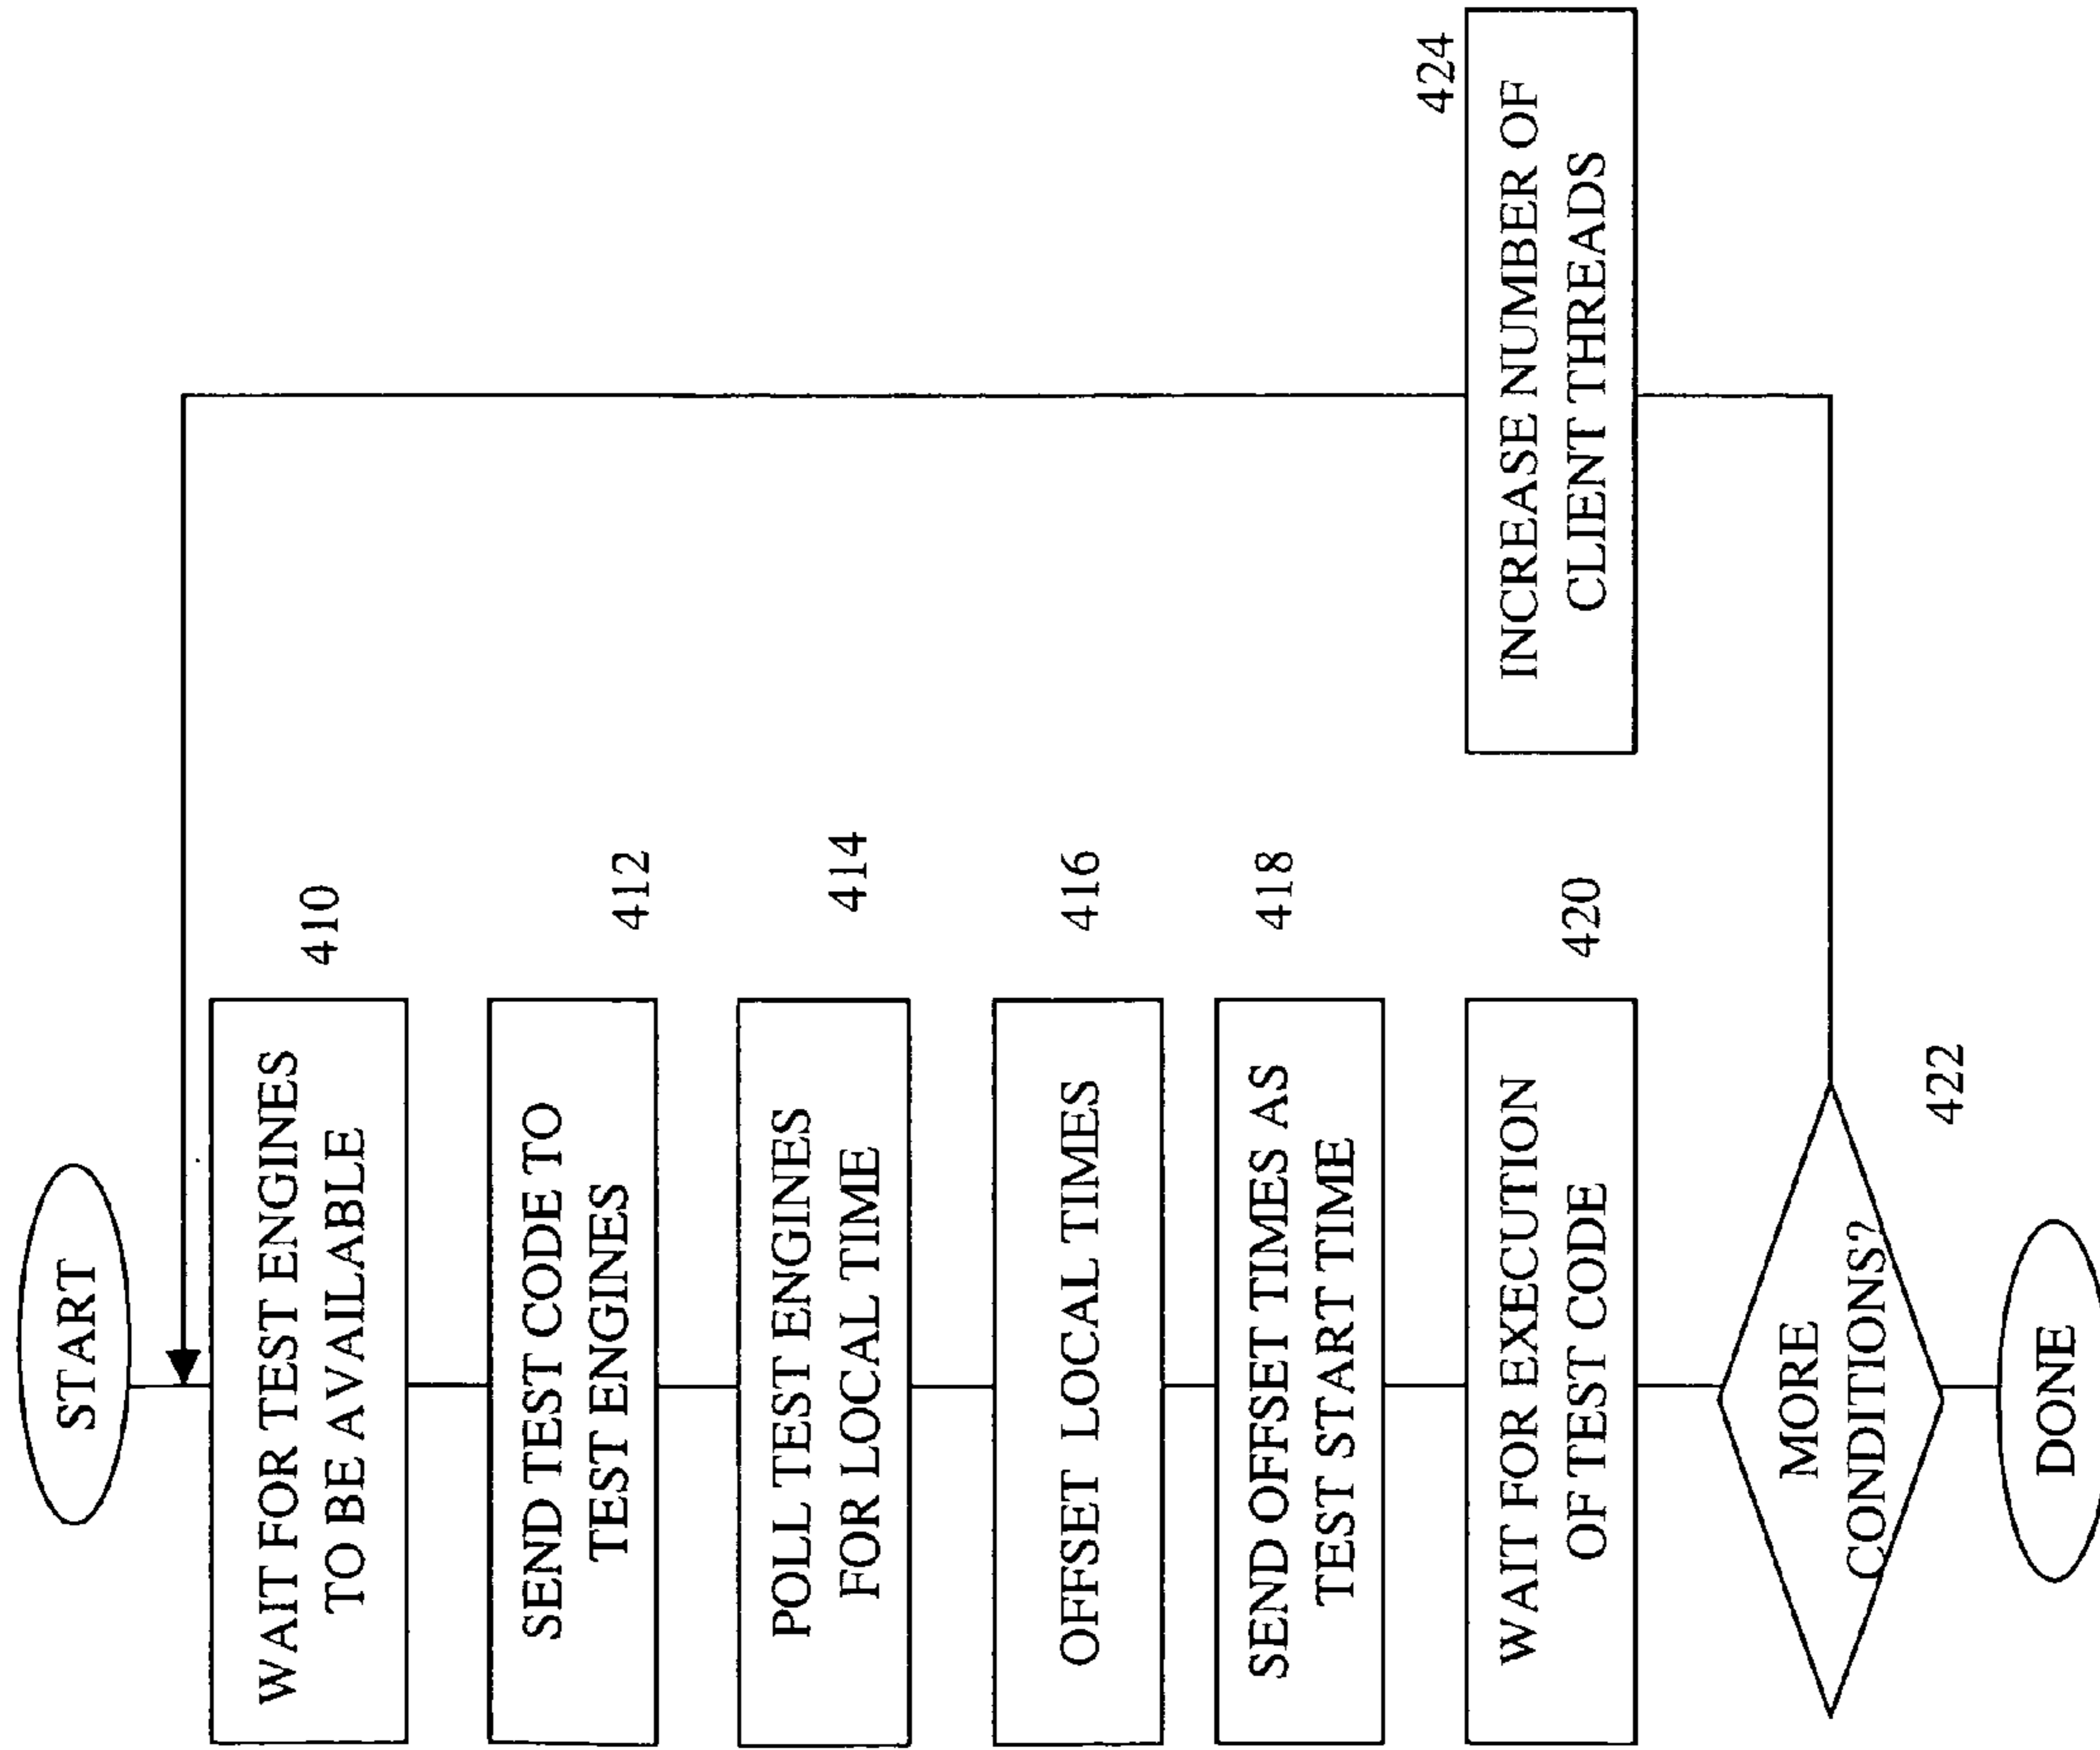 START
WAIT FOR TEST ENGINES
TO BE AVAILABLE
410
SEND TEST CODE TO
TEST ENGINES
412
POLL TEST ENGINES
FOR LOCAL TIME
414
OFFSET LOCAL TIMES
416
SEND OFFSET TIMES AS
TEST START TIME
418
WAIT FOR EXECUTION
OF TEST CODE
420
MORE
CONDITIONS?
422
INCREASE NUMBER OF
CLIENT THREADS
424
DONE